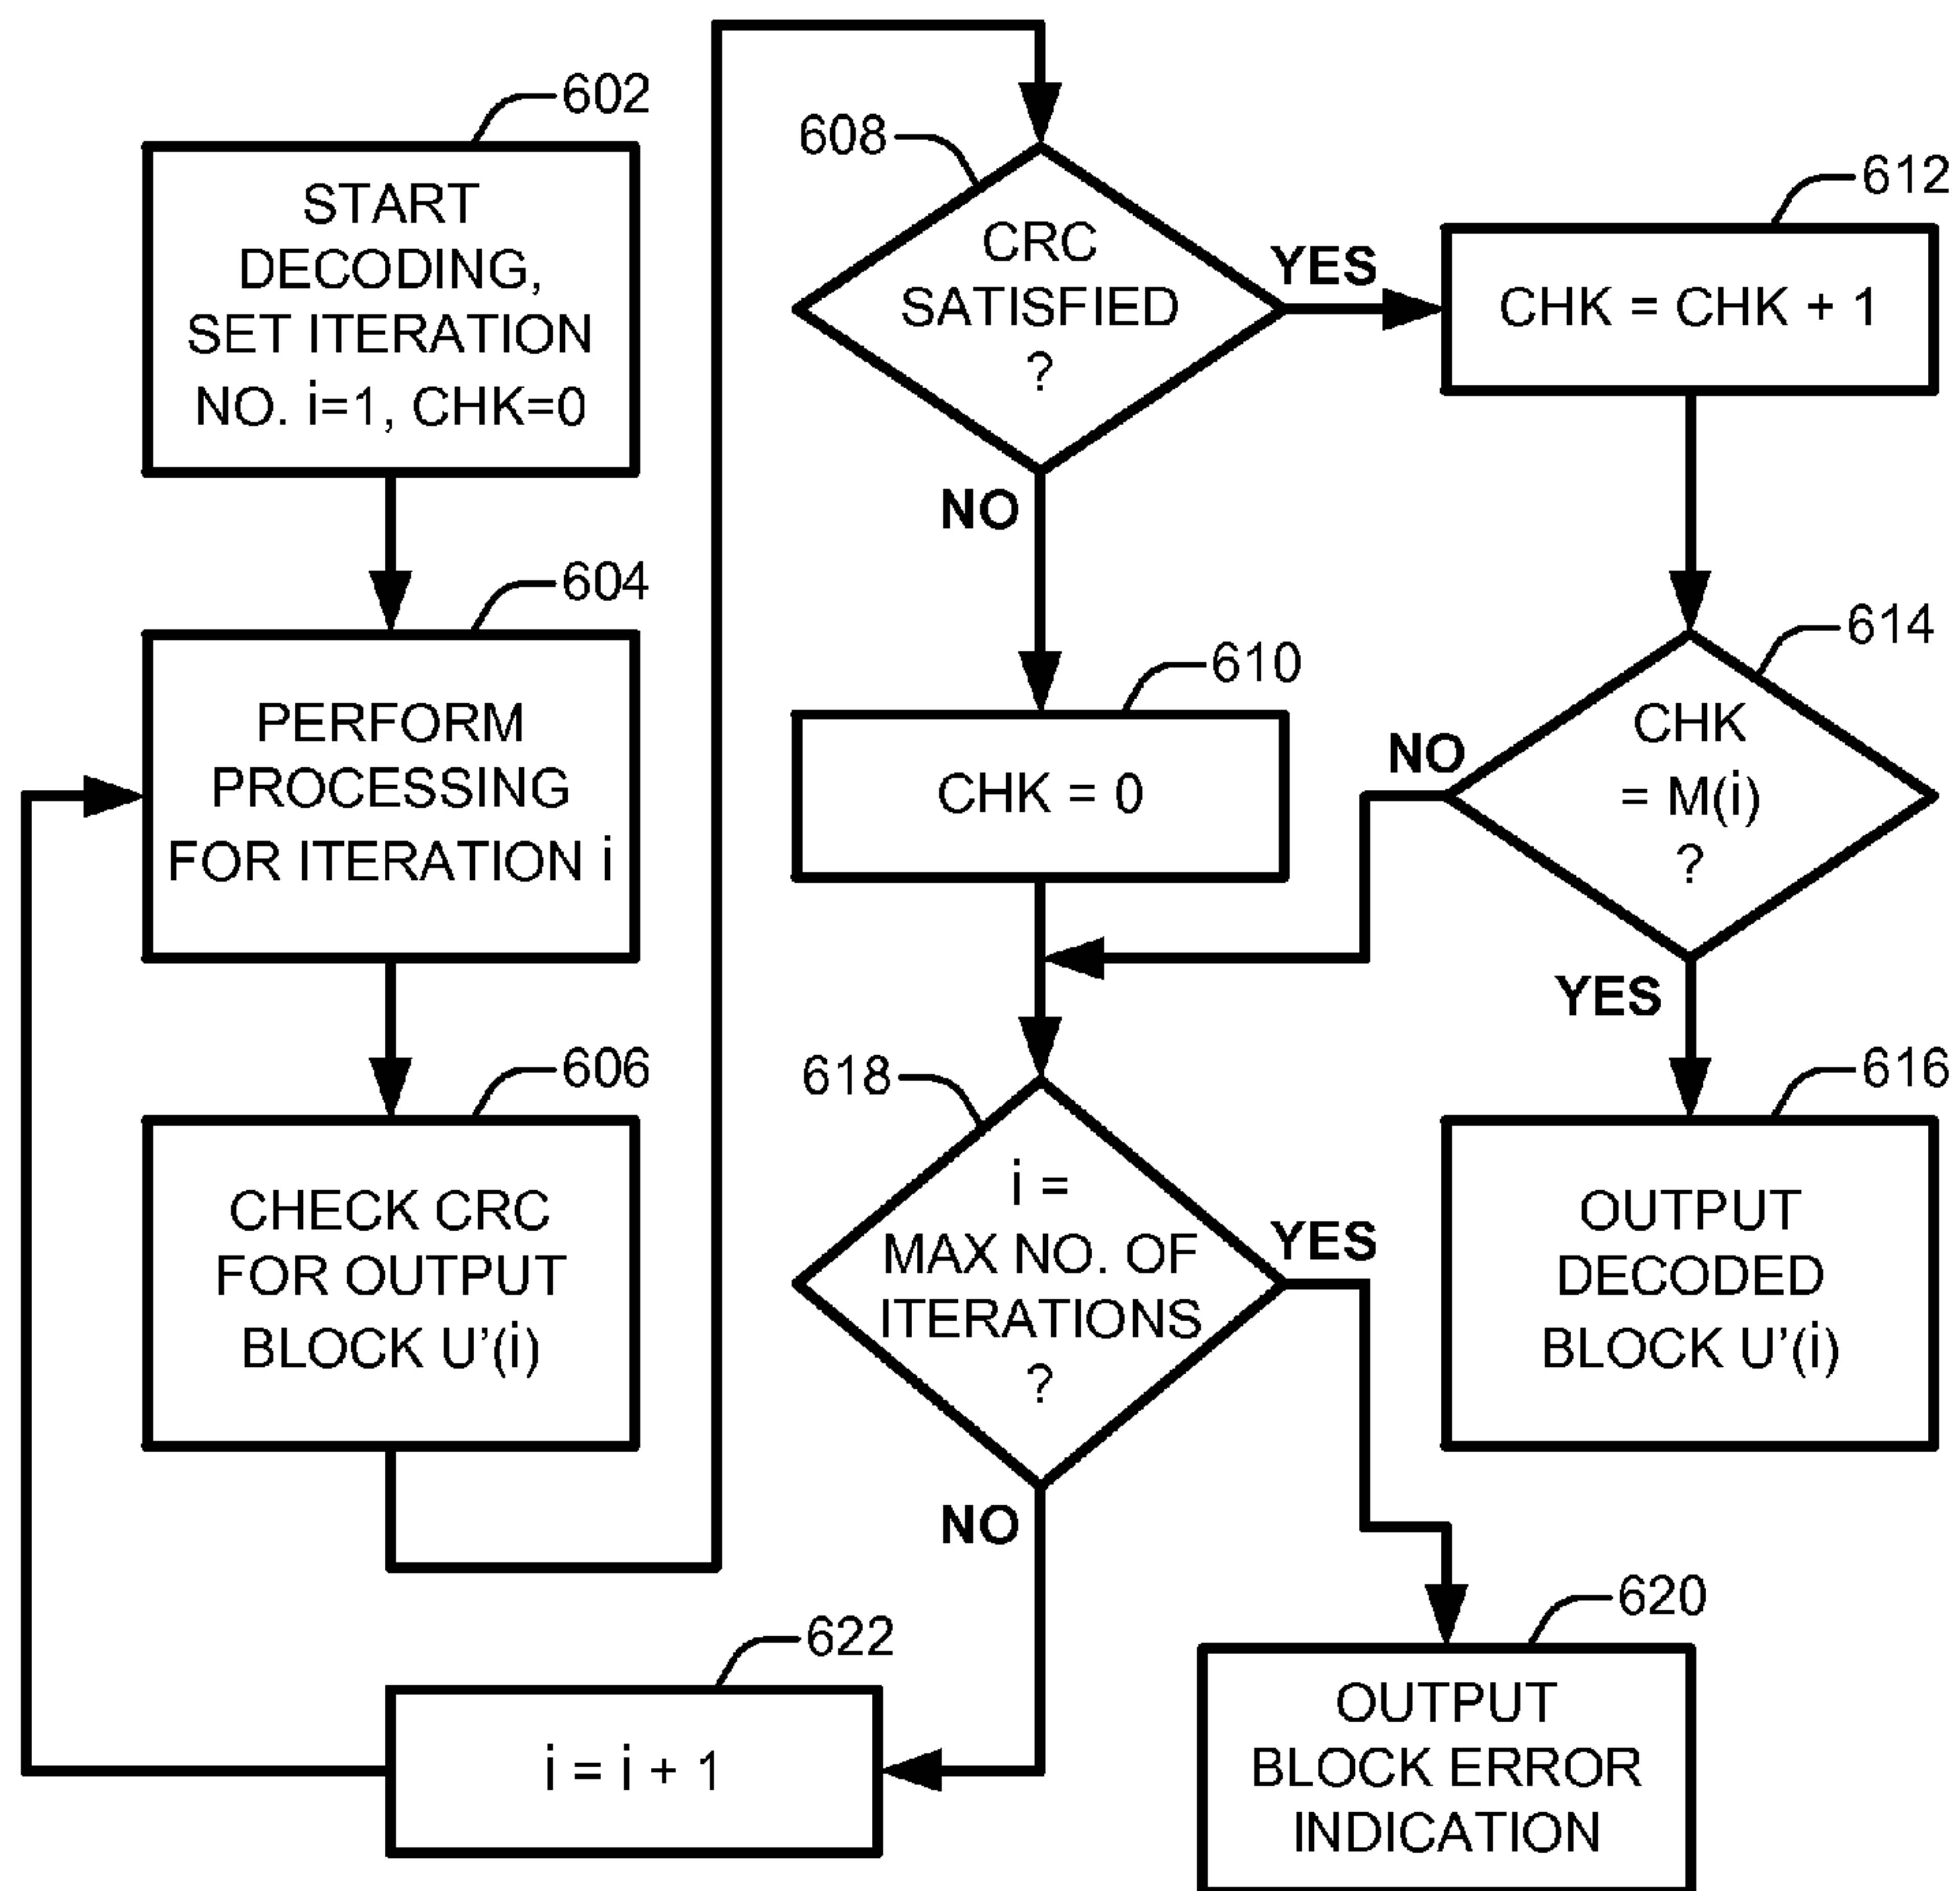 602
START
DECODING,
SET ITERATION
NO. i=1, CHK=0
604
PERFORM
PROCESSING
FOR ITERATION i
606
CHECK CRC
FOR OUTPUT
BLOCK U'(i)
608
CRC
SATISFIED
?
YES
NO
612
CHK = CHK + 1
610
CHK = 0
614
CHK
= M(i)
?
NO
YES
616
OUTPUT
DECODED
BLOCK U'(i)
618
i =
MAX NO. OF
ITERATIONS
?
YES
NO
620
OUTPUT
BLOCK ERROR
INDICATION
622
i = i + 1